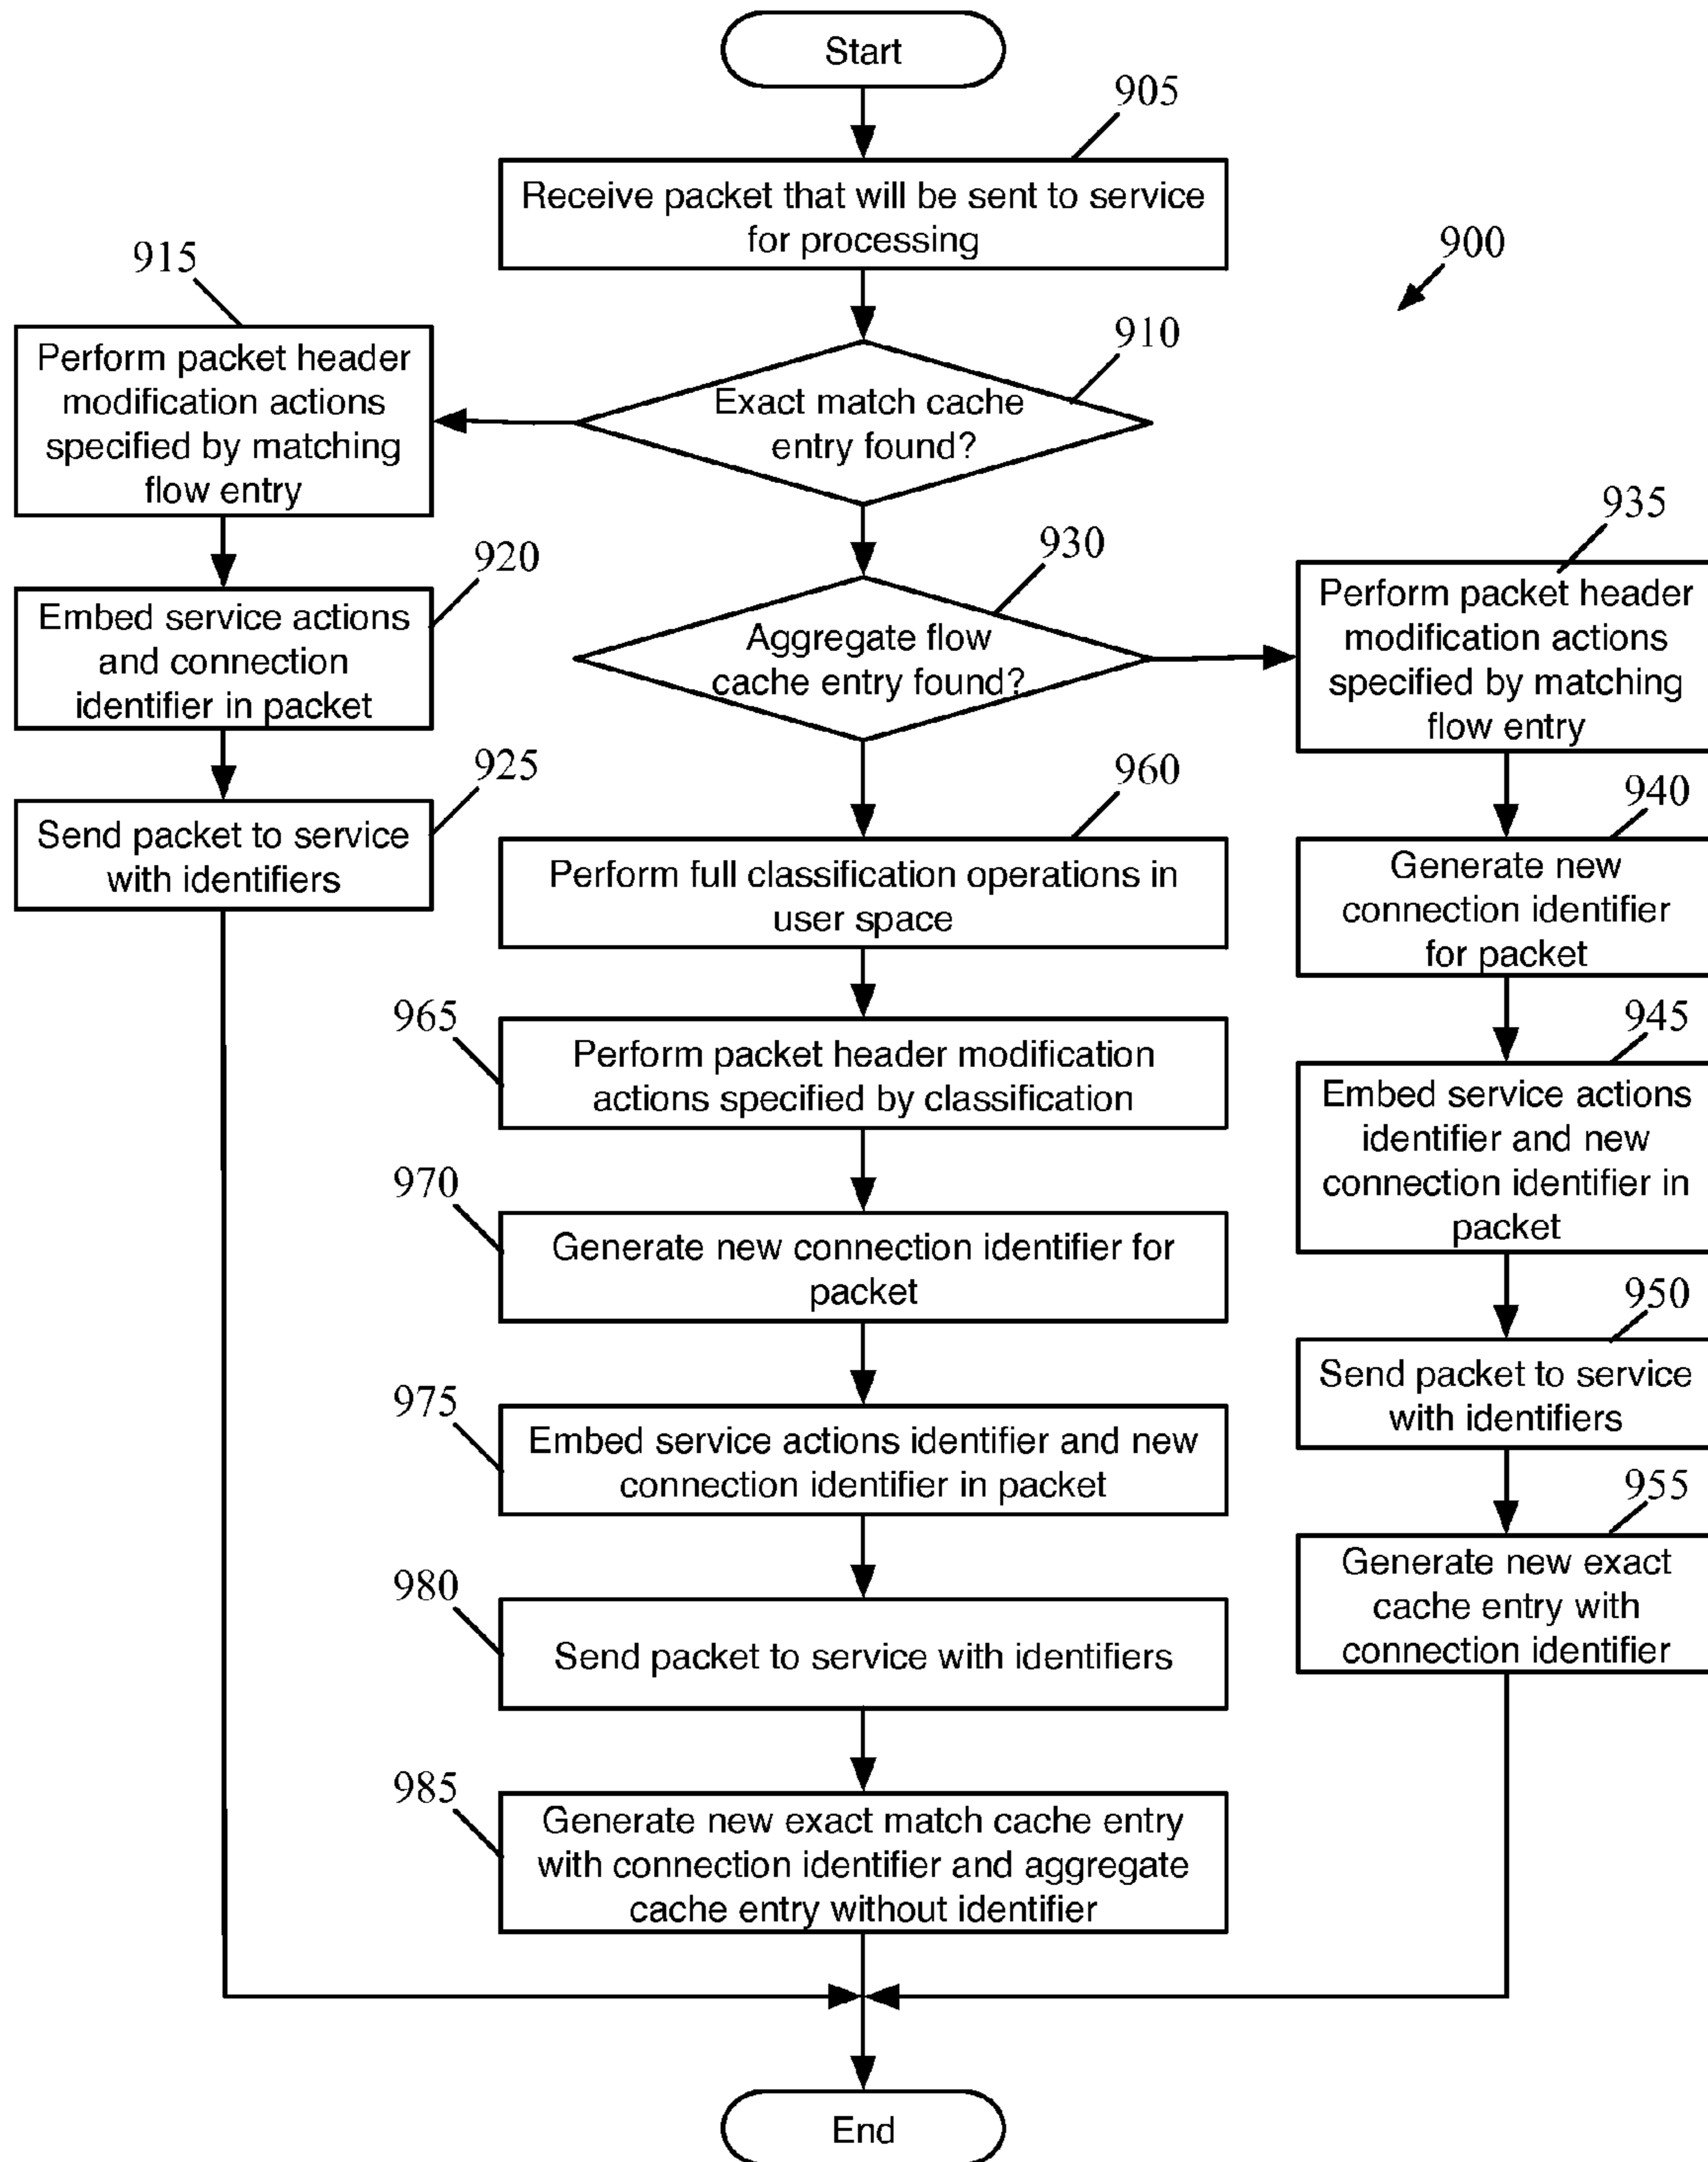 Start
905
Receive packet that will be sent to service
for processing
900
910
Exact match cache
entry found?
915
Perform packet header
modification actions
specified by matching
flow entry
920
Embed service actions
and connection
identifier in packet
925
Send packet to service
with identifiers
930
Aggregate flow
cache entry found?
935
Perform packet header
modification actions
specified by matching
flow entry
940
Generate new
connection identifier
for packet
945
Embed service actions
identifier and new
connection identifier in
packet
950
Send packet to service
with identifiers
955
Generate new exact
cache entry with
connection identifier
960
Perform full classification operations in
user space
965
Perform packet header modification
actions specified by classification
970
Generate new connection identifier for
packet
975
Embed service actions identifier and new
connection identifier in packet
980
Send packet to service with identifiers
985
Generate new exact match cache entry
with connection identifier and aggregate
cache entry without identifier
End